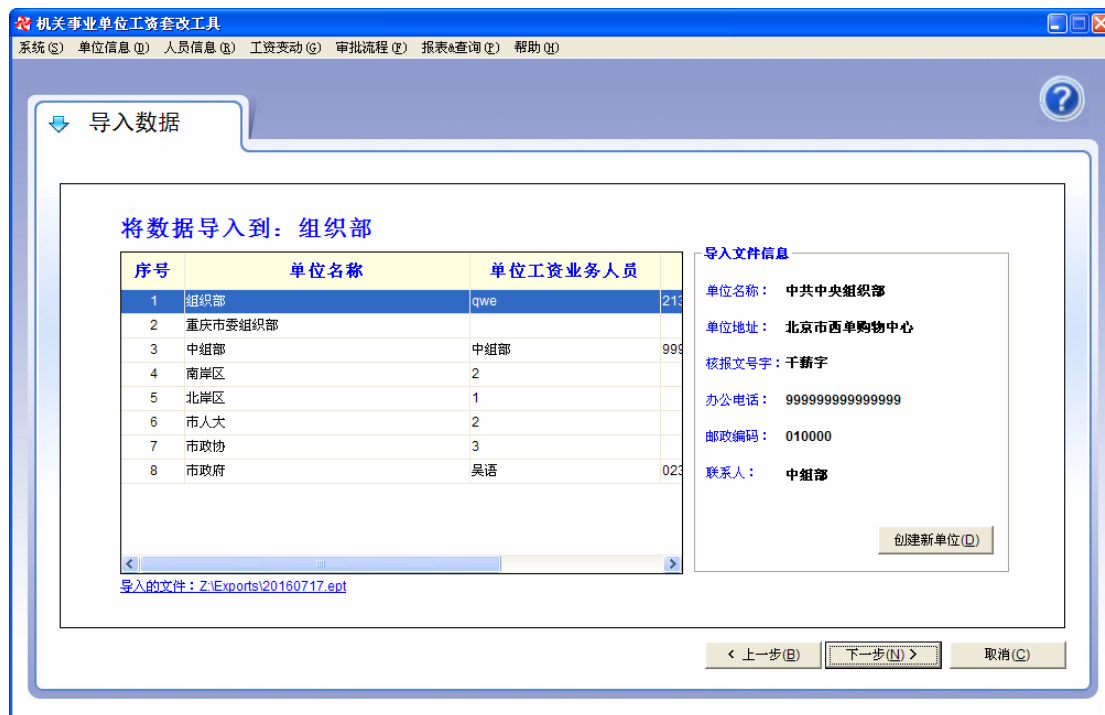 机关事业单位工资套改工具
系统(S) 单位信息(D) 人员信息(R) 工资变动(G) 审批流程(F) 报表&查询(P) 帮助(H)
导入数据
将数据导入到：组织部
序号 单位名称 单位工资业务人员
1 组织部 qwe 213
2 重庆市委组织部
3 中组部 中组部 999
4 南岸区 2
5 北岸区 1
6 市人大 2
7 市政协 3
8 市政府 吴语 023
导入的文件：Z:\Exports\20160717.ept
导入文件信息
单位名称： 中共中央组织部
单位地址： 北京市西单购物中心
核报文号字：千薪字
办公电话： 999999999999999
邮政编码： 010000
联系人： 中组部
创建新单位(D)
< 上一步(B) 下一步(N) > 取消(C)